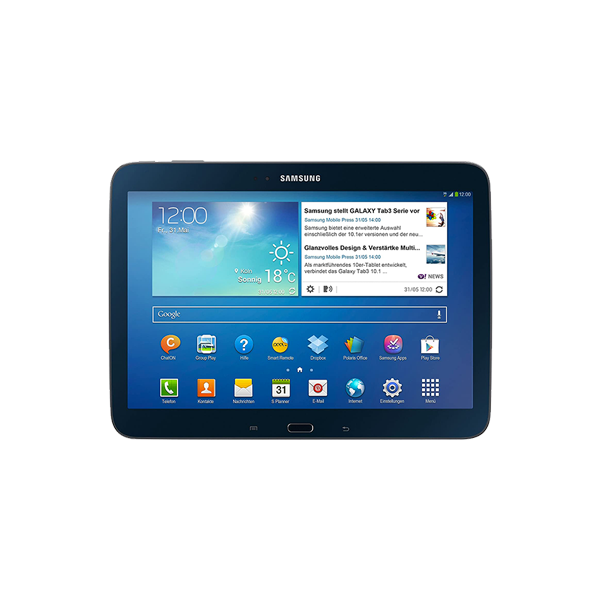 SAMSUNG
12:00
12:00
Fr., 31 Mai
Köln
Sonnig 18°C
Samsung stellt GALAXY Tab3 Serie vor
Samsung Mobile Press 31/05 14:00
Samsung bietet eine erweiterte Auswahl
einschließlich der 10.1er versionen und der neu...
Glanzvolles Design & Verstärkte Multi...
Samsung Mobile Press 31/05 14:00
Als marktführendes 10er-Tablet entwickelt,
verbindet das Galaxy Tab3 10.1 ...
Y! NEWS
31/05 12:00
Google
ChatON Group Play Hilfe Smart Remote Dropbox Polaris Office Samsung Apps Play Store
31
Telefon Kontakte Nachrichten S Planner E-Mail Internet Einstellungen Menü